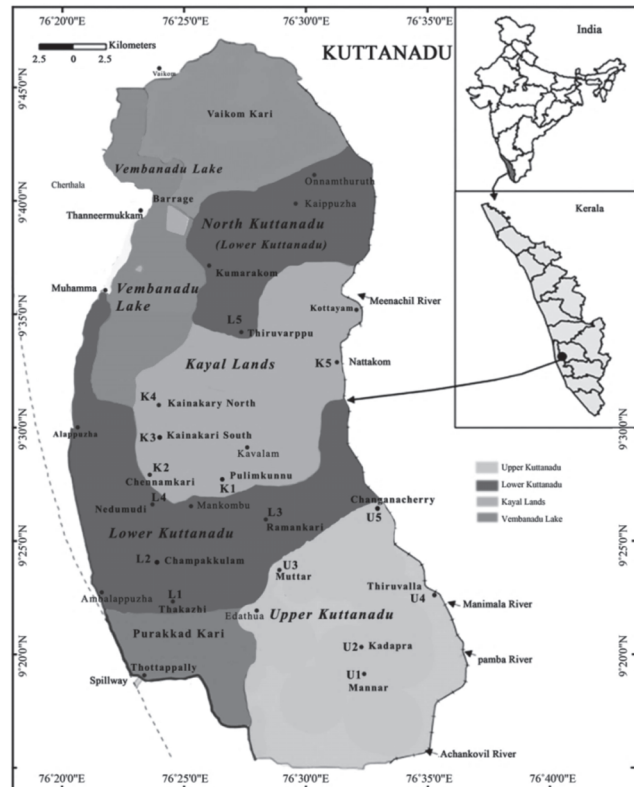 76°20'0"E 76°25'0"E 76°30'0"E 76°35'0"E
2.5 0 2.5 Kilometers
KUTTANADU
India
Vaikom
9°45'0"N
Vaikom Kari
Vembanadu Lake
Cherthala
Onnamthuruth
Barrage
Kaippuzha
Kerala
9°40'0"N
Thanneermukkam
North Kuttanadu
(Lower Kuttanadu)
Kumarakom
Muhamma
Vembanadu
Lake
Meenachil River
Kottayam
9°35'0"N
L5
Thiruvarppu
Kayal Lands
K5 Nattakom
K4
Kainakary North
9°30'0"N
9°30'0"N
Alappuzha
K3 Kainakari South
Kavalam
K2
Chennamkari
Pulimkunnu
K1
Upper Kuttanadu
Lower Kuttanadu
Kayal Lands
Vembanadu Lake
L4
Nedumudi
Mankombu
Changanacherry
U5
L3
Ramankari
Lower Kuttanadu
9°25'0"N
9°25'0"N
L2 Champakkulam
U3
Muttar
Thiruvalla
U4
L1
Thakazhi
Manimala River
Edathua
Upper Kuttanadu
Purakkad Kari
U2 Kadapra
pamba River
9°20'0"N
9°20'0"N
Thottappally
Spillway
U1
Mannar
Achankovil River
76°20'0"E 76°25'0"E 76°30'0"E 76°35'0"E 76°40'0"E